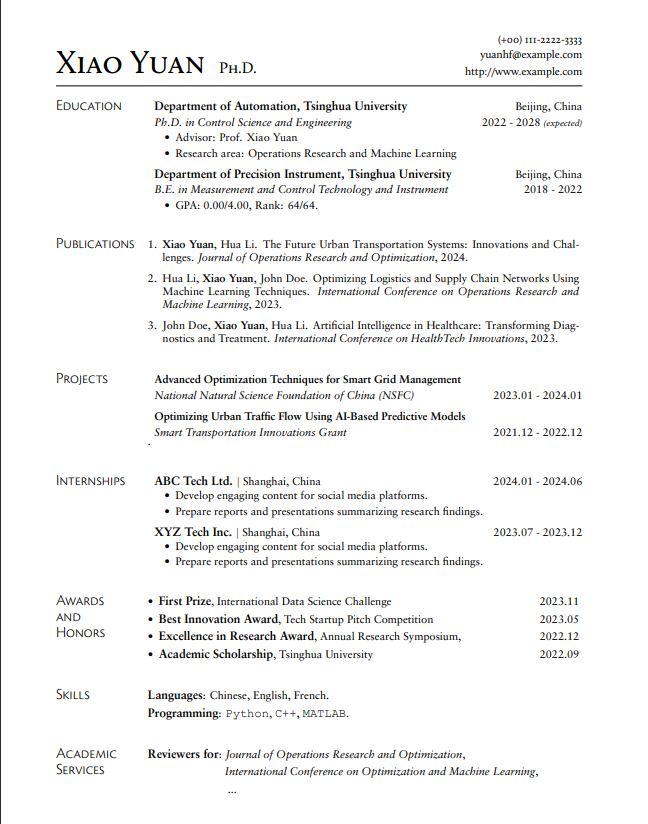 (+00) 111-2222-3333
yuanhf@example.com
Xiao Yuan Ph.D.
http://www.example.com
Education
Department of Automation, Tsinghua University Beijing, China
Ph.D. in Control Science and Engineering 2022 - 2028 (expected)
• Advisor: Prof. Xiao Yuan
• Research area: Operations Research and Machine Learning
Department of Precision Instrument, Tsinghua University Beijing, China
B.E. in Measurement and Control Technology and Instrument 2018 - 2022
• GPA: 0.00/4.00, Rank: 64/64.
Publications
1. Xiao Yuan, Hua Li. The Future Urban Transportation Systems: Innovations and Chal-
lenges. Journal of Operations Research and Optimization, 2024.
2. Hua Li, Xiao Yuan, John Doe. Optimizing Logistics and Supply Chain Networks Using
Machine Learning Techniques. International Conference on Operations Research and
Machine Learning, 2023.
3. John Doe, Xiao Yuan, Hua Li. Artificial Intelligence in Healthcare: Transforming Diag-
nostics and Treatment. International Conference on HealthTech Innovations, 2023.
Projects
Advanced Optimization Techniques for Smart Grid Management
National Natural Science Foundation of China (NSFC) 2023.01 - 2024.01
Optimizing Urban Traffic Flow Using AI-Based Predictive Models
Smart Transportation Innovations Grant 2021.12 - 2022.12
.
Internships
ABC Tech Ltd. | Shanghai, China 2024.01 - 2024.06
• Develop engaging content for social media platforms.
• Prepare reports and presentations summarizing research findings.
XYZ Tech Inc. | Shanghai, China 2023.07 - 2023.12
• Develop engaging content for social media platforms.
• Prepare reports and presentations summarizing research findings.
Awards
and
Honors
• First Prize, International Data Science Challenge 2023.11
• Best Innovation Award, Tech Startup Pitch Competition 2023.05
• Excellence in Research Award, Annual Research Symposium, 2022.12
• Academic Scholarship, Tsinghua University 2022.09
Skills
Languages: Chinese, English, French.
Programming: Python, C++, MATLAB.
Academic
Services
Reviewers for: Journal of Operations Research and Optimization,
International Conference on Optimization and Machine Learning,
...